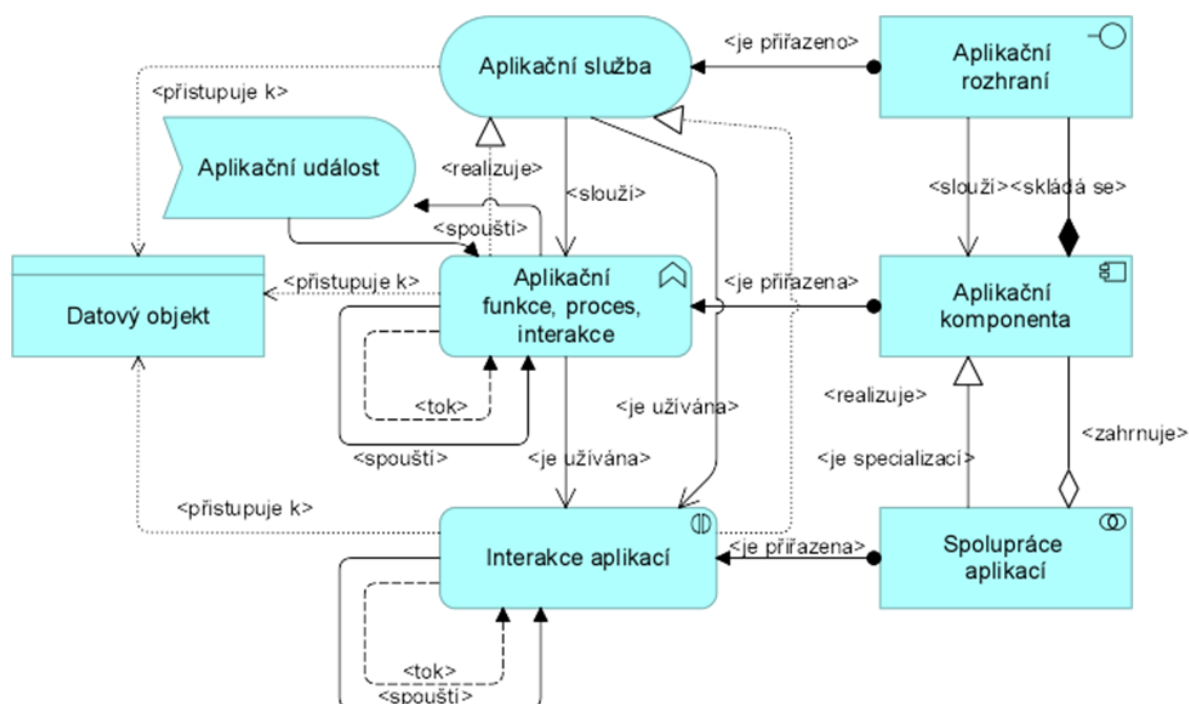 <je přiřazeno>
Aplikační služba
Aplikační
rozhraní
<přistupuje k>
Aplikační událost
<realizuje>
<slouží>
<slouží>
<skládá se>
<spouští>
Datový objekt
<přistupuje k>
Aplikační
funkce, proces,
interakce
<je přiřazena>
Aplikační
komponenta
<tok>
<spouští>
<je užívána>
<je užívána>
<realizuje>
<je specializací>
<zahrnuje>
<přistupuje k>
Interakce aplikací
<je přiřazena>
Spolupráce
aplikací
<tok>
<spouští>